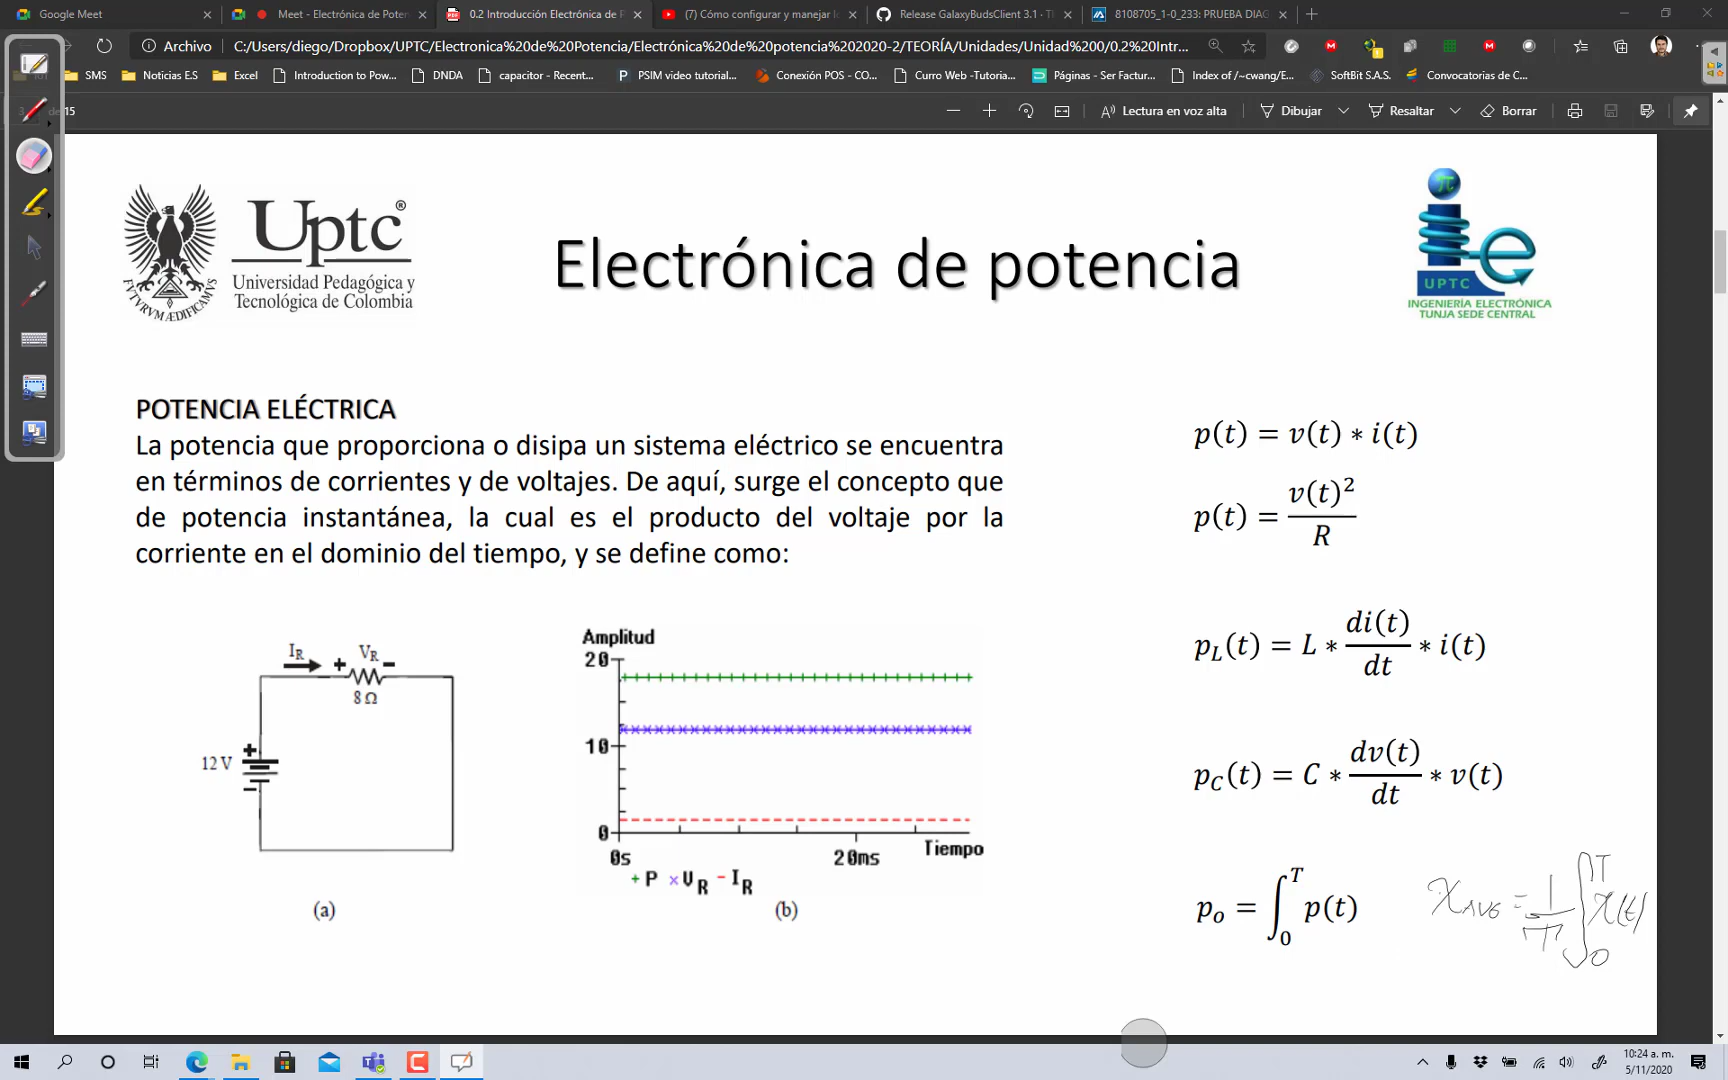 Google Meet
Meet - Electrónica de Poten
0.2 Introducción Electrónica de P
(7) Cómo configurar y manejar l
Release GalaxyBudsClient 3.1 · T
8108705_1-0_233: PRUEBA DIAG
Archivo
C:/Users/diego/Dropbox/UPTC/Electronica%20de%20Potencia/Electrónica%20de%20potencia%202020-2/TEORÍA/Unidades/Unidad%200/0.2%20Intr...
SMS
Noticias E.S
Excel
Introduction to Pow...
DNDA
capacitor - Recent...
PSIM video tutorial...
Conexión POS - CO...
Curro Web -Tutoria...
Páginas - Ser Factur...
Index of /~cwang/E...
SoftBit S.A.S.
Convocatorias de C...
3 de 15
Lectura en voz alta
Dibujar
Resaltar
Borrar
Uptc®
Universidad Pedagógica y
Tecnológica de Colombia
Electrónica de potencia
π
UPTC
INGENIERÍA ELECTRÓNICA
TUNJA SEDE CENTRAL
POTENCIA ELÉCTRICA
La potencia que proporciona o disipa un sistema eléctrico se encuentra
en términos de corrientes y de voltajes. De aquí, surge el concepto que
de potencia instantánea, la cual es el producto del voltaje por la
corriente en el dominio del tiempo, y se define como:
p(t) = v(t) ∗ i(t)
p(t) = v(t)² / R
p_L(t) = L ∗ di(t)/dt ∗ i(t)
p_C(t) = C ∗ dv(t)/dt ∗ v(t)
p_o = ∫₀ᵀ p(t)
X_AVG = 1/T ∫₀ᵀ x(t)
I_R
+ V_R −
8 Ω
+
12 V
−
(a)
Amplitud
20
10
0
0s
20ms
Tiempo
+ P × V_R − I_R
(b)
10:24 a. m.
5/11/2020